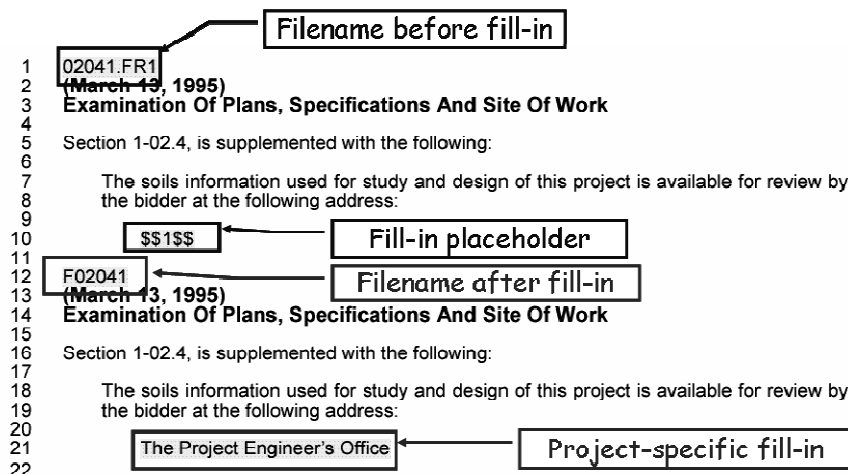 Filename before fill-in
1 02041.FR1
2 (March 13, 1995)
3 Examination Of Plans, Specifications And Site Of Work
4
5 Section 1-02.4, is supplemented with the following:
6
7 The soils information used for study and design of this project is available for review by
8 the bidder at the following address:
9
10 $$1$$ Fill-in placeholder
11
12 F02041 Filename after fill-in
13 (March 13, 1995)
14 Examination Of Plans, Specifications And Site Of Work
15
16 Section 1-02.4, is supplemented with the following:
17
18 The soils information used for study and design of this project is available for review by
19 the bidder at the following address:
20
21 The Project Engineer's Office Project-specific fill-in
22